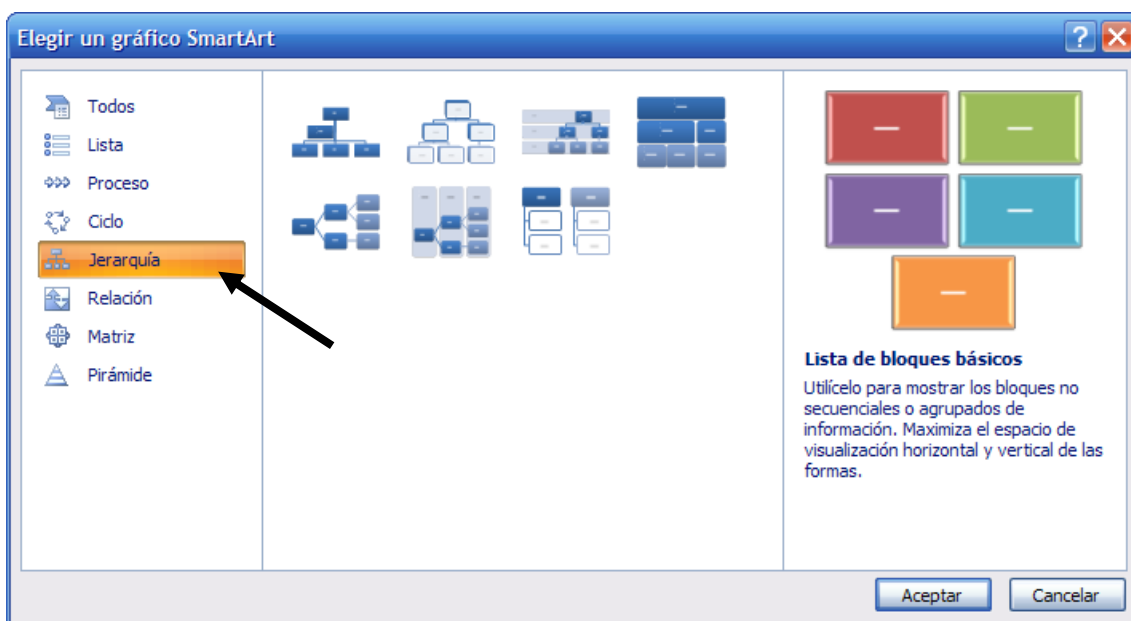 Elegir un gráfico SmartArt
Todos
Lista
Proceso
Ciclo
Jerarquía
Relación
Matriz
Pirámide
Lista de bloques básicos
Utilícelo para mostrar los bloques no
secuenciales o agrupados de
información. Maximiza el espacio de
visualización horizontal y vertical de las
formas.
Aceptar
Cancelar